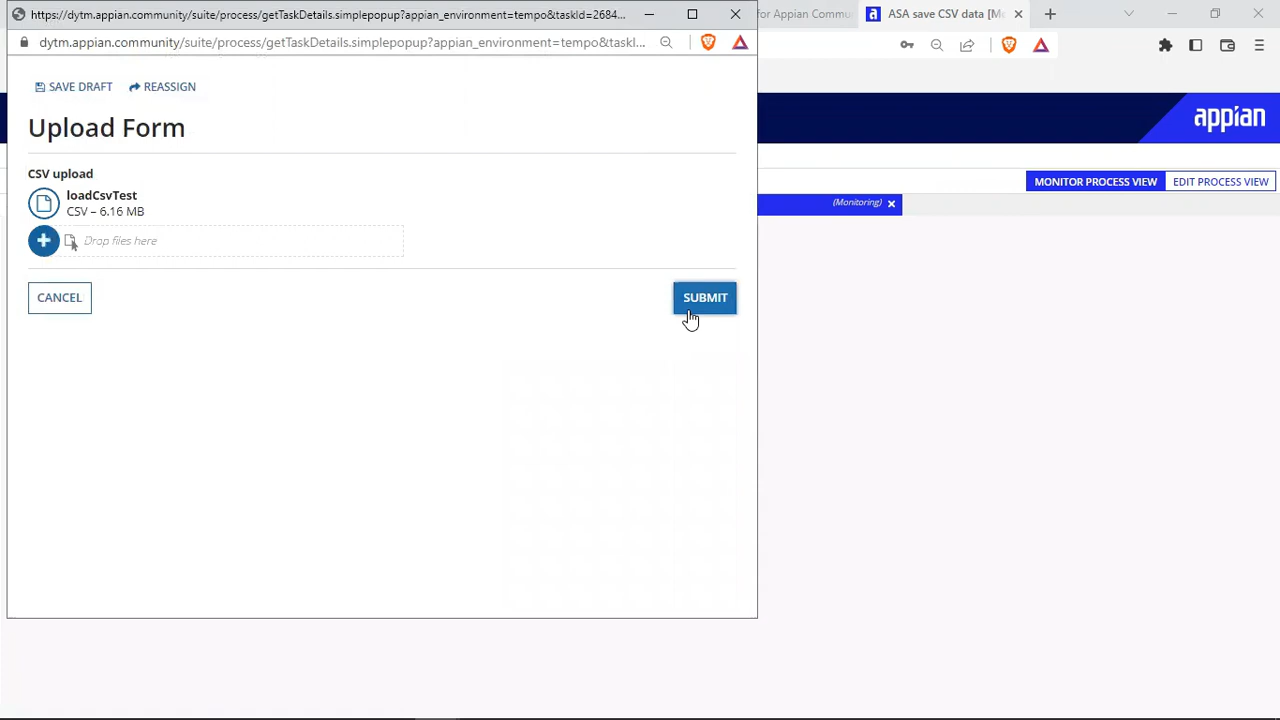 https://dytm.appian.community/suite/process/getTaskDetails.simplepopup?appian_environment=tempo&taskId=2684...
for Appian Commu
ASA save CSV data [Mo
dytm.appian.community/suite/process/getTaskDetails.simplepopup?appian_environment=tempo&taskI...
SAVE DRAFT
REASSIGN
appian
Upload Form
CSV upload
MONITOR PROCESS VIEW
EDIT PROCESS VIEW
loadCsvTest
(Monitoring)
CSV – 6.16 MB
Drop files here
CANCEL
SUBMIT